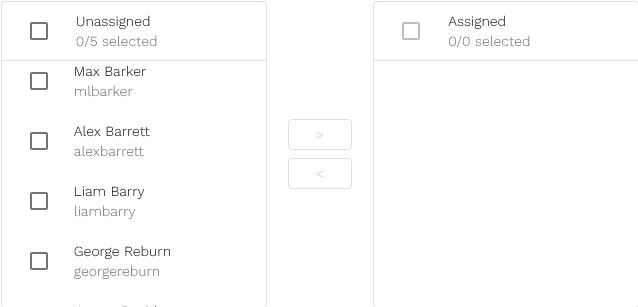 Unassigned
0/5 selected
Max Barker
mlbarker
Alex Barrett
alexbarrett
Liam Barry
liambarry
George Reburn
georgereburn
>
<
Assigned
0/0 selected